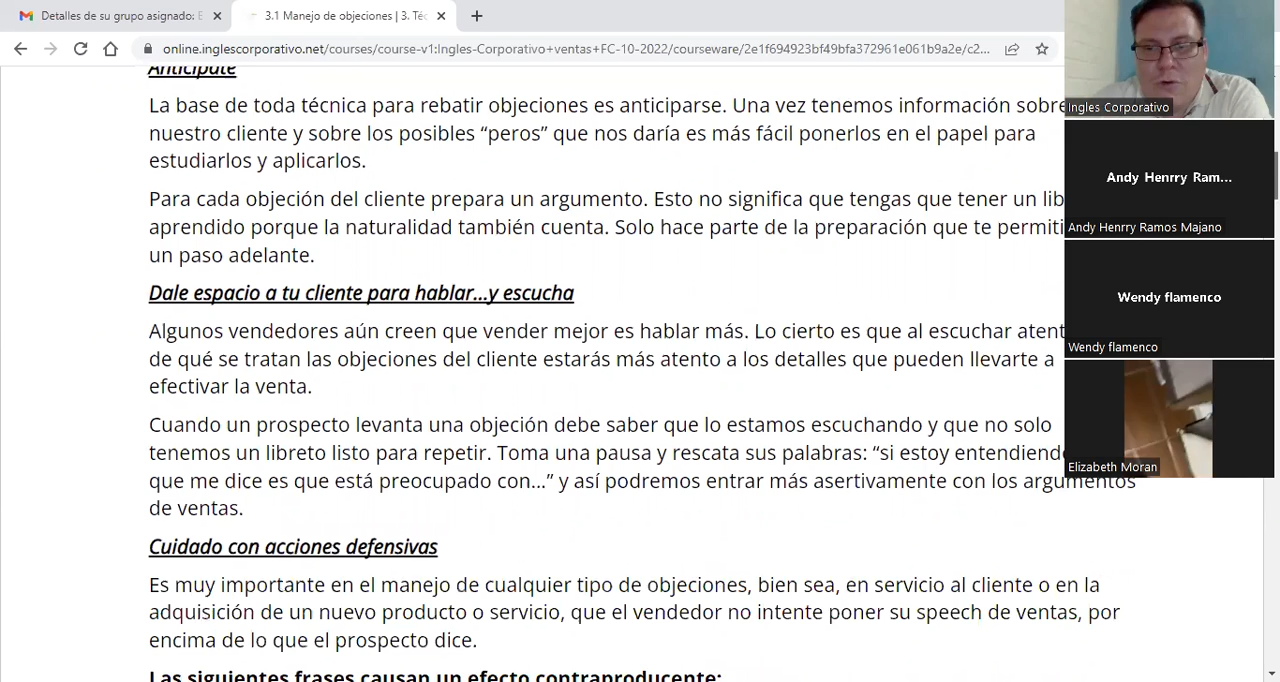 Detalles de su grupo asignado: E
3.1 Manejo de objeciones | 3. Téc
online.inglescorporativo.net/courses/course-v1:Ingles-Corporativo+ventas+FC-10-2022/courseware/2e1f694923bf49bfa372961e061b9a2e/c2...
Anticípate
La base de toda técnica para rebatir objeciones es anticiparse. Una vez tenemos información sobre
nuestro cliente y sobre los posibles “peros” que nos daría es más fácil ponerlos en el papel para
estudiarlos y aplicarlos.
Para cada objeción del cliente prepara un argumento. Esto no significa que tengas que tener un lib
aprendido porque la naturalidad también cuenta. Solo hace parte de la preparación que te permiti
un paso adelante.
Dale espacio a tu cliente para hablar...y escucha
Algunos vendedores aún creen que vender mejor es hablar más. Lo cierto es que al escuchar atent
de qué se tratan las objeciones del cliente estarás más atento a los detalles que pueden llevarte a
efectivar la venta.
Cuando un prospecto levanta una objeción debe saber que lo estamos escuchando y que no solo
tenemos un libreto listo para repetir. Toma una pausa y rescata sus palabras: “si estoy entendiendo
que me dice es que está preocupado con...” y así podremos entrar más asertivamente con los argumentos
de ventas.
Cuidado con acciones defensivas
Es muy importante en el manejo de cualquier tipo de objeciones, bien sea, en servicio al cliente o en la
adquisición de un nuevo producto o servicio, que el vendedor no intente poner su speech de ventas, por
encima de lo que el prospecto dice.
Las siguientes frases causan un efecto contraproducente:
Ingles Corporativo
Andy Henrry Ram...
Andy Henrry Ramos Majano
Wendy flamenco
Wendy flamenco
Elizabeth Moran